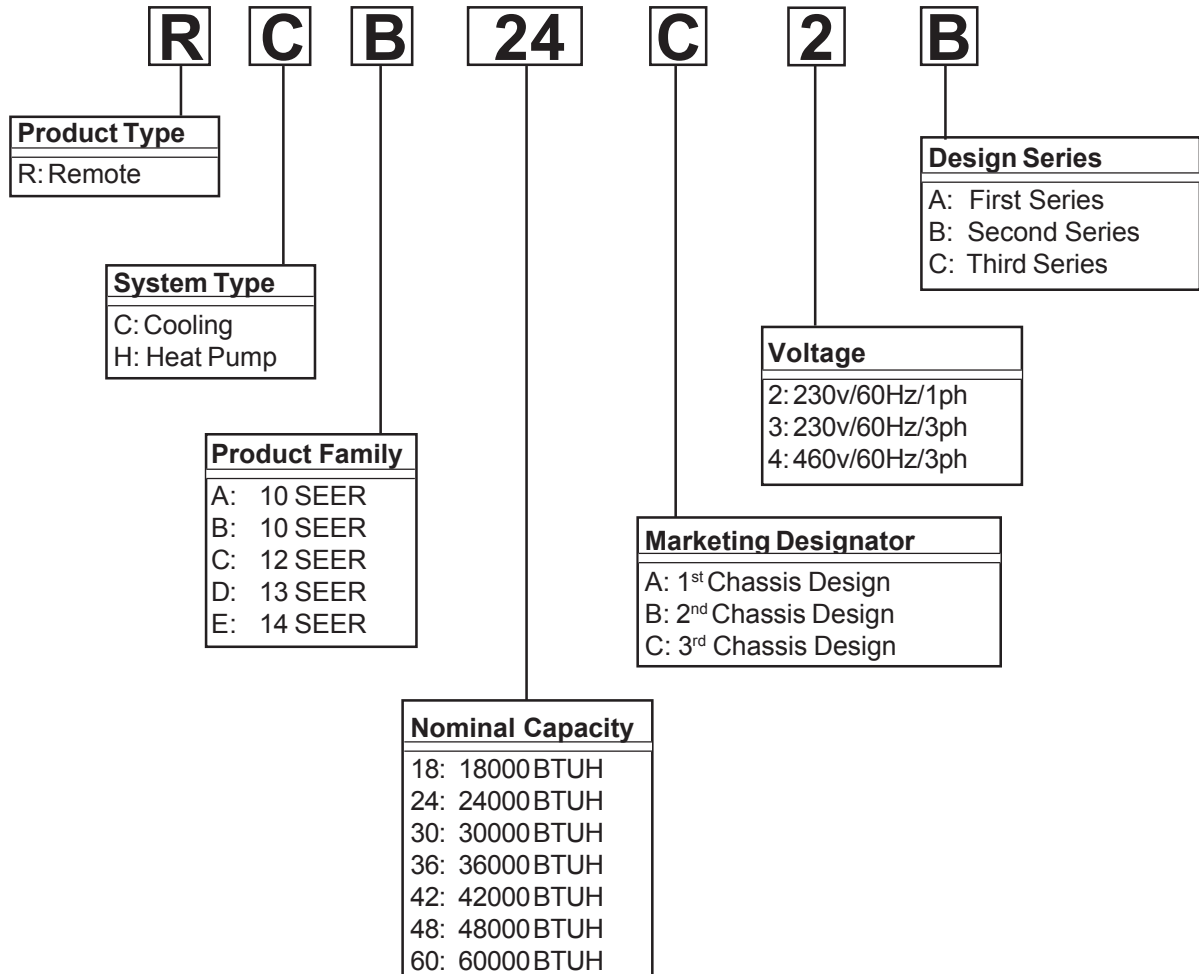 R C B 24 C 2 B
Product Type
R: Remote
System Type
C: Cooling
H: Heat Pump
Product Family
A: 10 SEER
B: 10 SEER
C: 12 SEER
D: 13 SEER
E: 14 SEER
Nominal Capacity
18: 18000 BTUH
24: 24000 BTUH
30: 30000 BTUH
36: 36000 BTUH
42: 42000 BTUH
48: 48000 BTUH
60: 60000 BTUH
Marketing Designator
A: 1st Chassis Design
B: 2nd Chassis Design
C: 3rd Chassis Design
Voltage
2: 230v/60Hz/1ph
3: 230v/60Hz/3ph
4: 460v/60Hz/3ph
Design Series
A: First Series
B: Second Series
C: Third Series